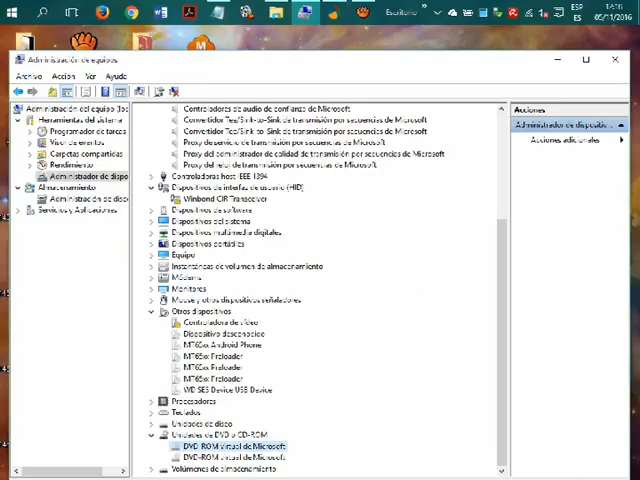 Escritorio
ESP
ES
12:18
05/11/2016
Administración de equipos
Archivo Acción Ver Ayuda
Administración del equipo (loc
Herramientas del sistema
Programador de tareas
Visor de eventos
Carpetas compartidas
Rendimiento
Administrador de dispo
Almacenamiento
Administración de disc
Servicios y Aplicaciones
Controladores de audio de confianza de Microsoft
Convertidor Tee/Sink-to-Sink de transmisión por secuencias de Microsoft
Convertidor Tee/Sink-to-Sink de transmisión por secuencias de Microsoft
Proxy de servicio de transmisión por secuencias de Microsoft
Proxy del administrador de calidad de transmisión por secuencias de Microsoft
Proxy del reloj de transmisión por secuencias de Microsoft
Controladoras host IEEE 1394
Dispositivos de interfaz de usuario (HID)
Winbond CIR Transceiver
Dispositivos de software
Dispositivos del sistema
Dispositivos multimedia digitales
Dispositivos portátiles
Equipo
Instantáneas de volumen de almacenamiento
Módems
Monitores
Mouse y otros dispositivos señaladores
Otros dispositivos
Controladora de vídeo
Dispositivo desconocido
MT65xx Android Phone
MT65xx Preloader
MT65xx Preloader
MT65xx Preloader
WD SES Device USB Device
Procesadores
Teclados
Unidades de disco
Unidades de DVD o CD-ROM
DVD-ROM virtual de Microsoft
DVD-ROM virtual de Microsoft
Volúmenes de almacenamiento
Acciones
Administrador de dispositiv...
Acciones adicionales